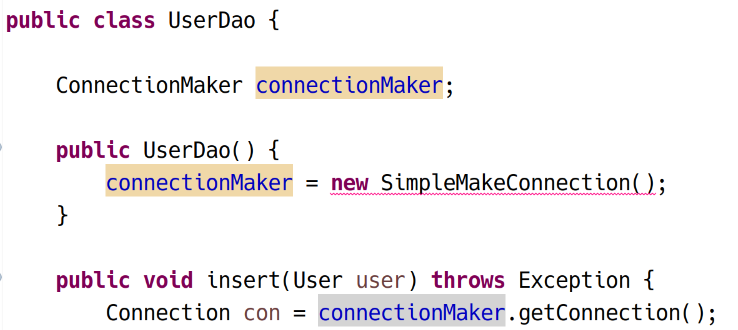 public class UserDao {
ConnectionMaker connectionMaker;
public UserDao() {
connectionMaker = new SimpleMakeConnection();
}
public void insert(User user) throws Exception {
Connection con = connectionMaker.getConnection();